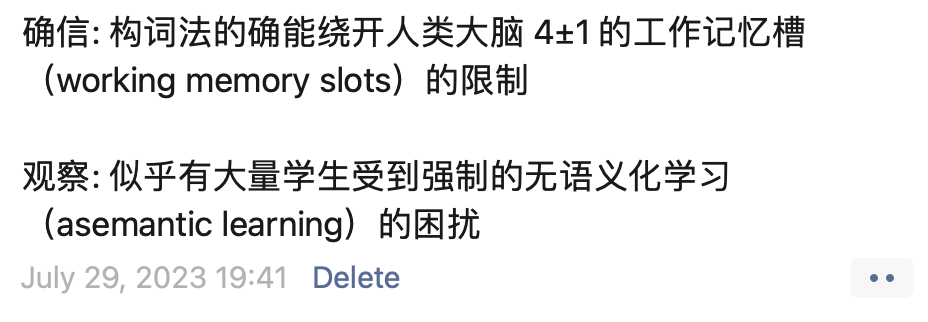 确信: 构词法的确能绕开人类大脑 4±1 的工作记忆槽
（working memory slots）的限制
观察: 似乎有大量学生受到强制的无语义化学习
（asemantic learning）的困扰
July 29, 2023 19:41 Delete